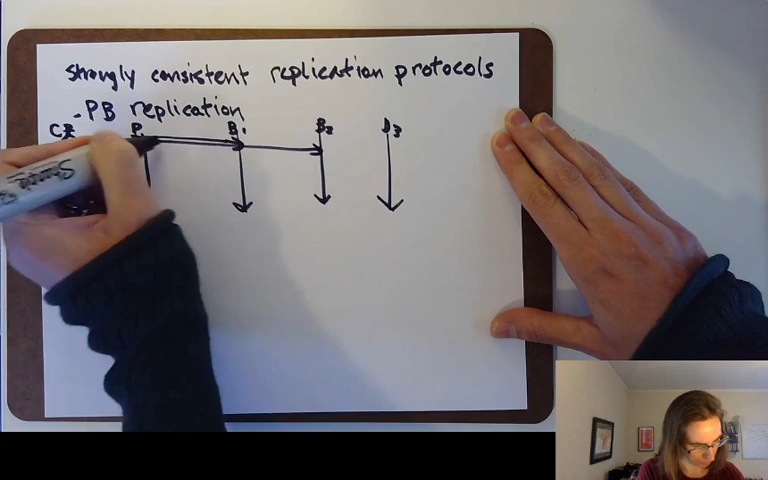 Strongly consistent replication protocols
- PB replication
P B1 B2 B3